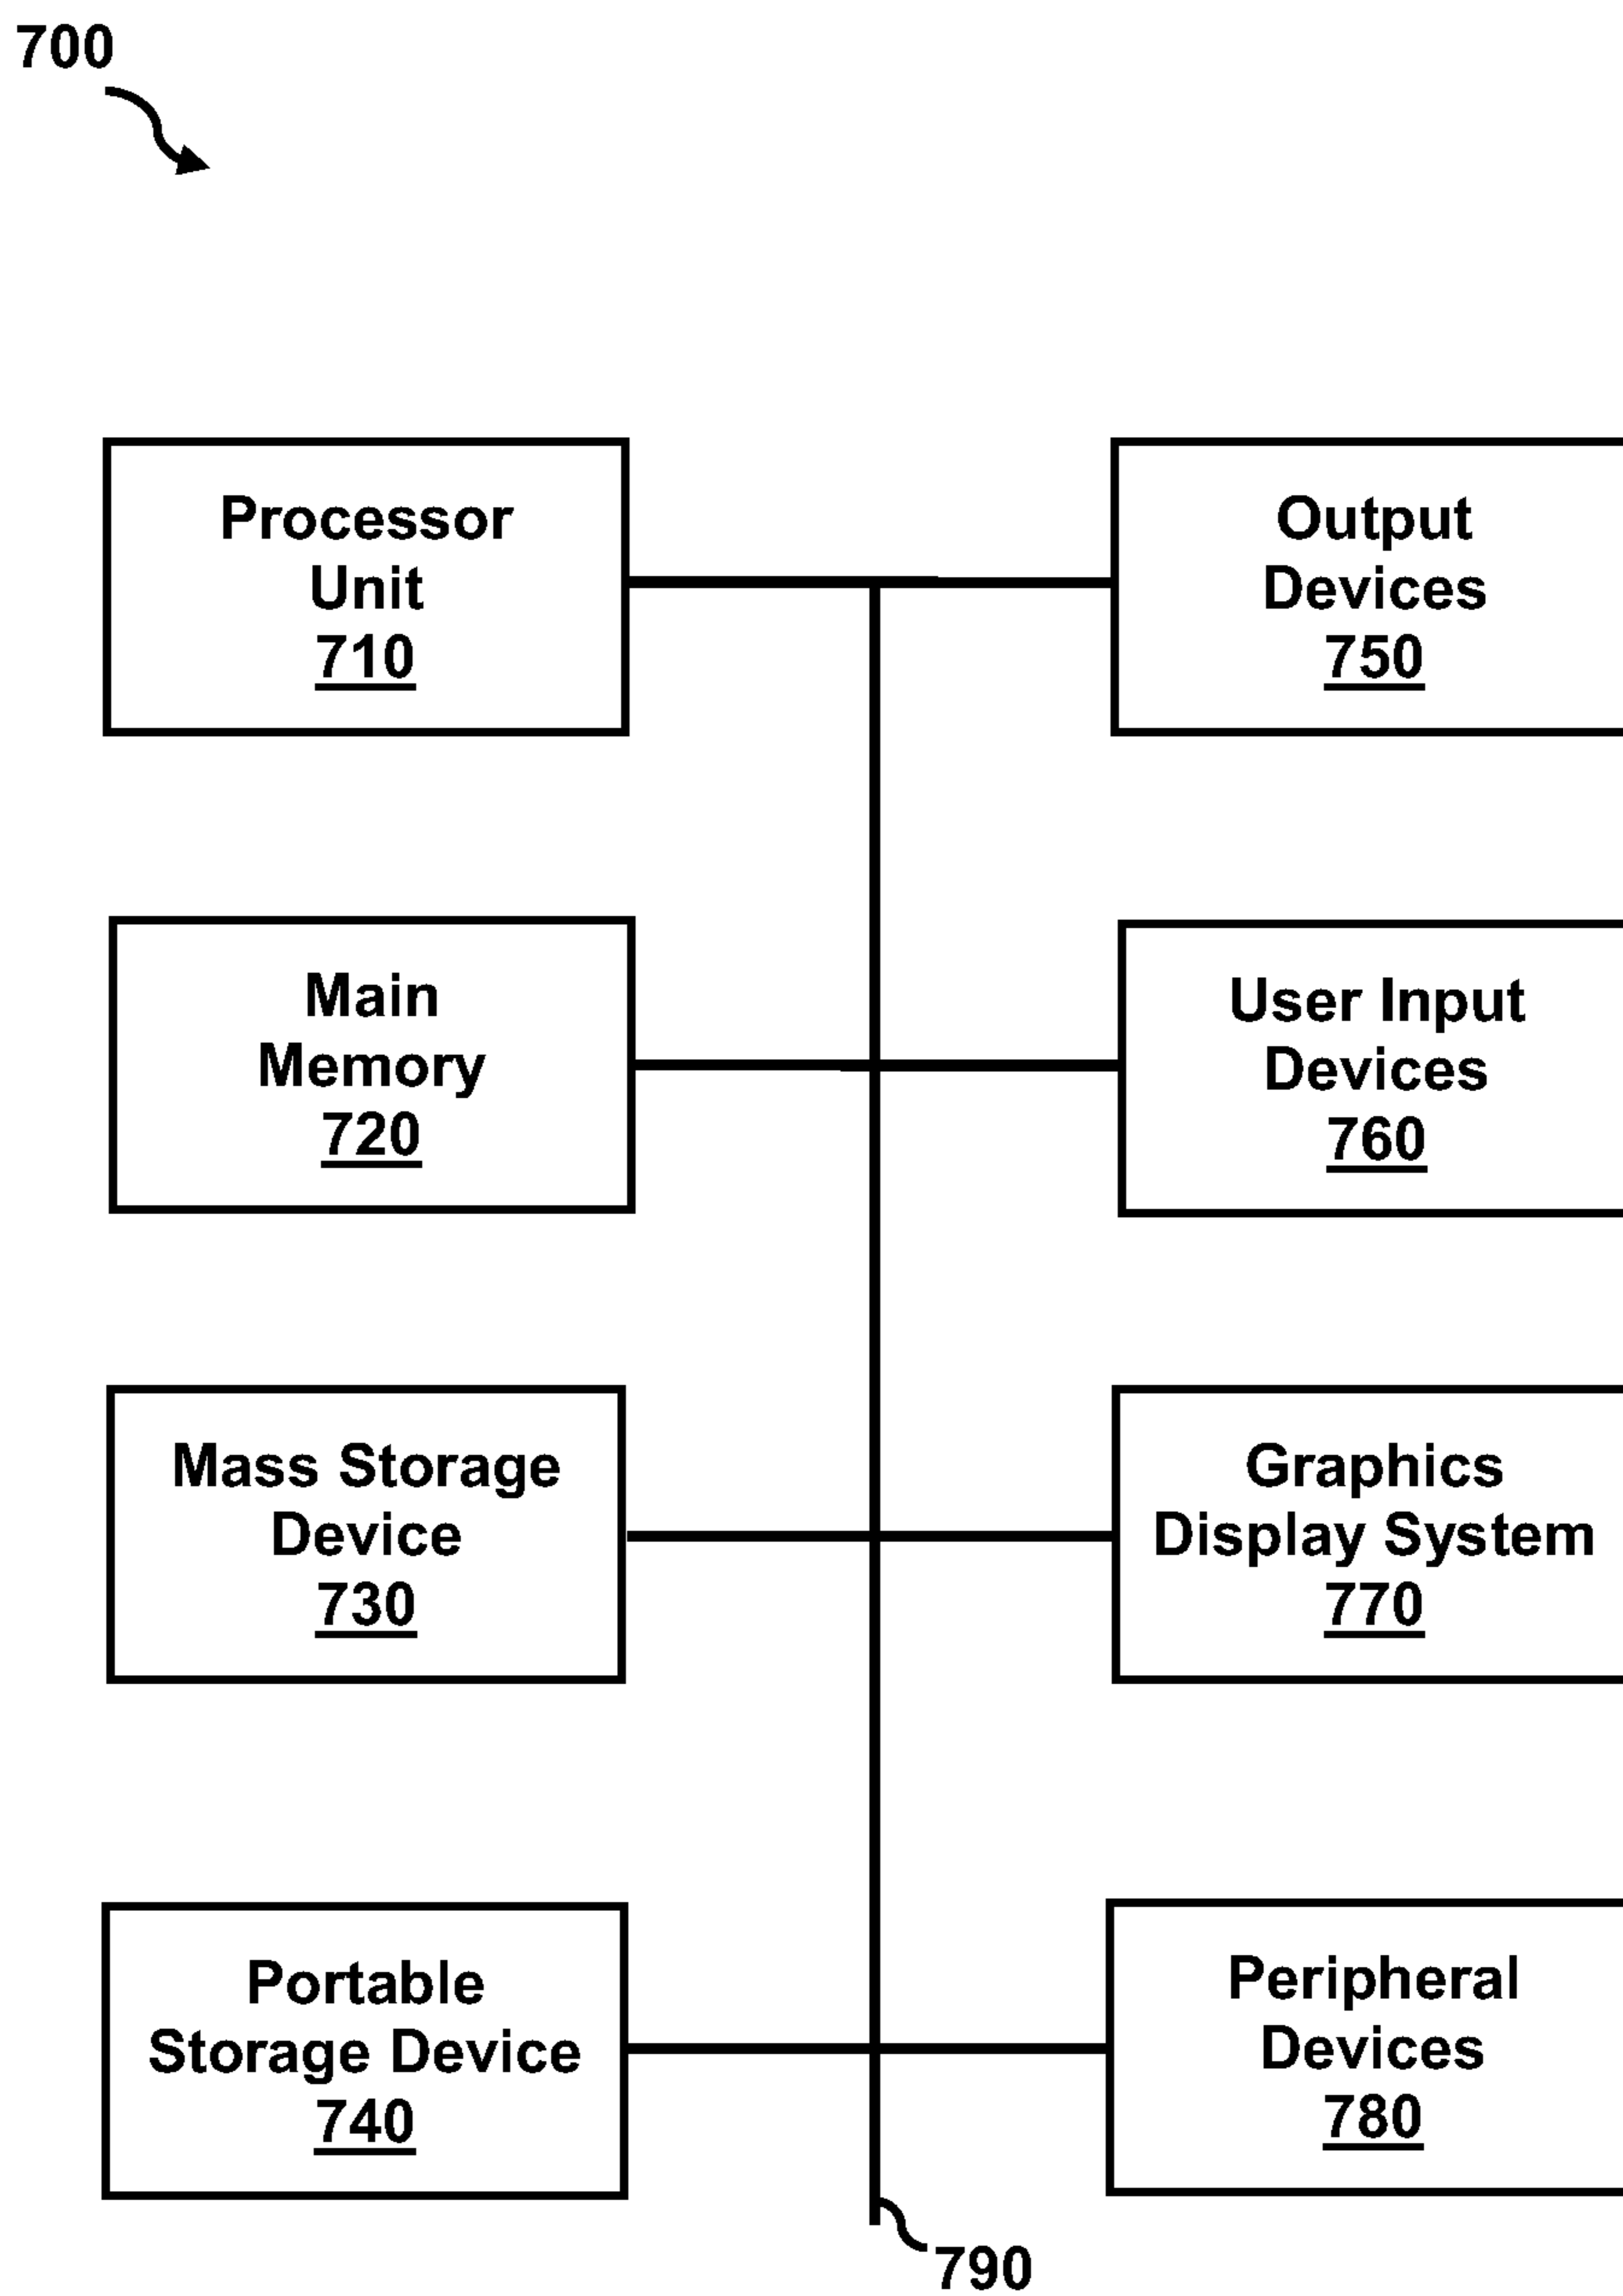 700
Processor
Unit
710
Output
Devices
750
Main
Memory
720
User Input
Devices
760
Mass Storage
Device
730
Graphics
Display System
770
Portable
Storage Device
740
Peripheral
Devices
780
790